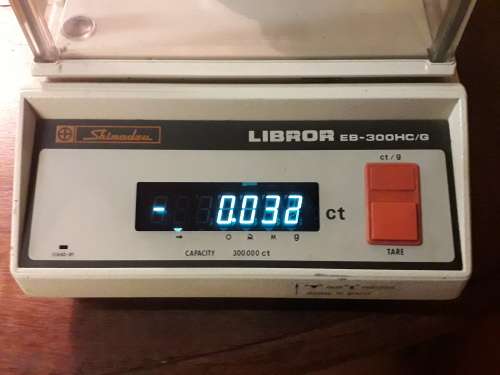 Shimadzu
LIBROR EB-300HC/G
ct/g
- 0.032 ct
→ O M g
CAPACITY 300.000 ct
TARE